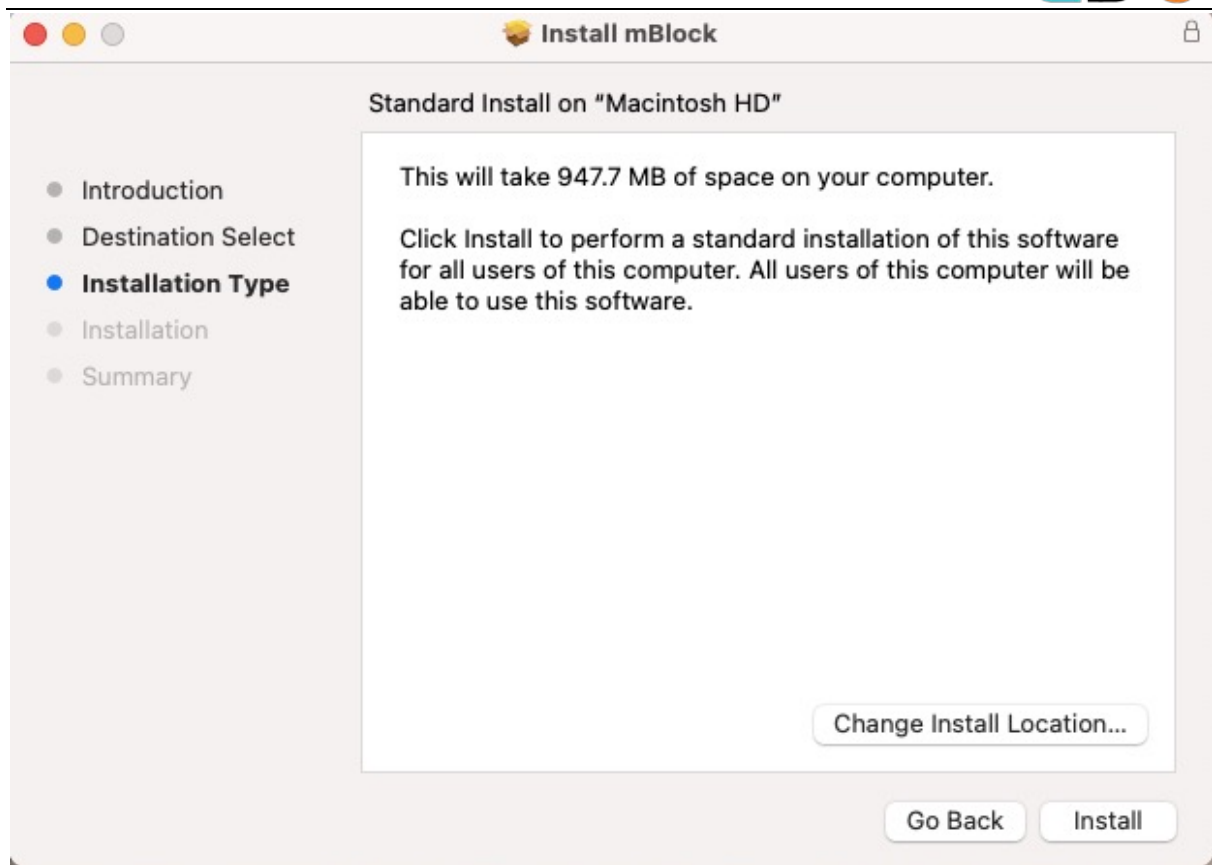 Install mBlock
Standard Install on “Macintosh HD”
Introduction
Destination Select
Installation Type
Installation
Summary
This will take 947.7 MB of space on your computer.
Click Install to perform a standard installation of this software
for all users of this computer. All users of this computer will be
able to use this software.
Change Install Location...
Go Back
Install